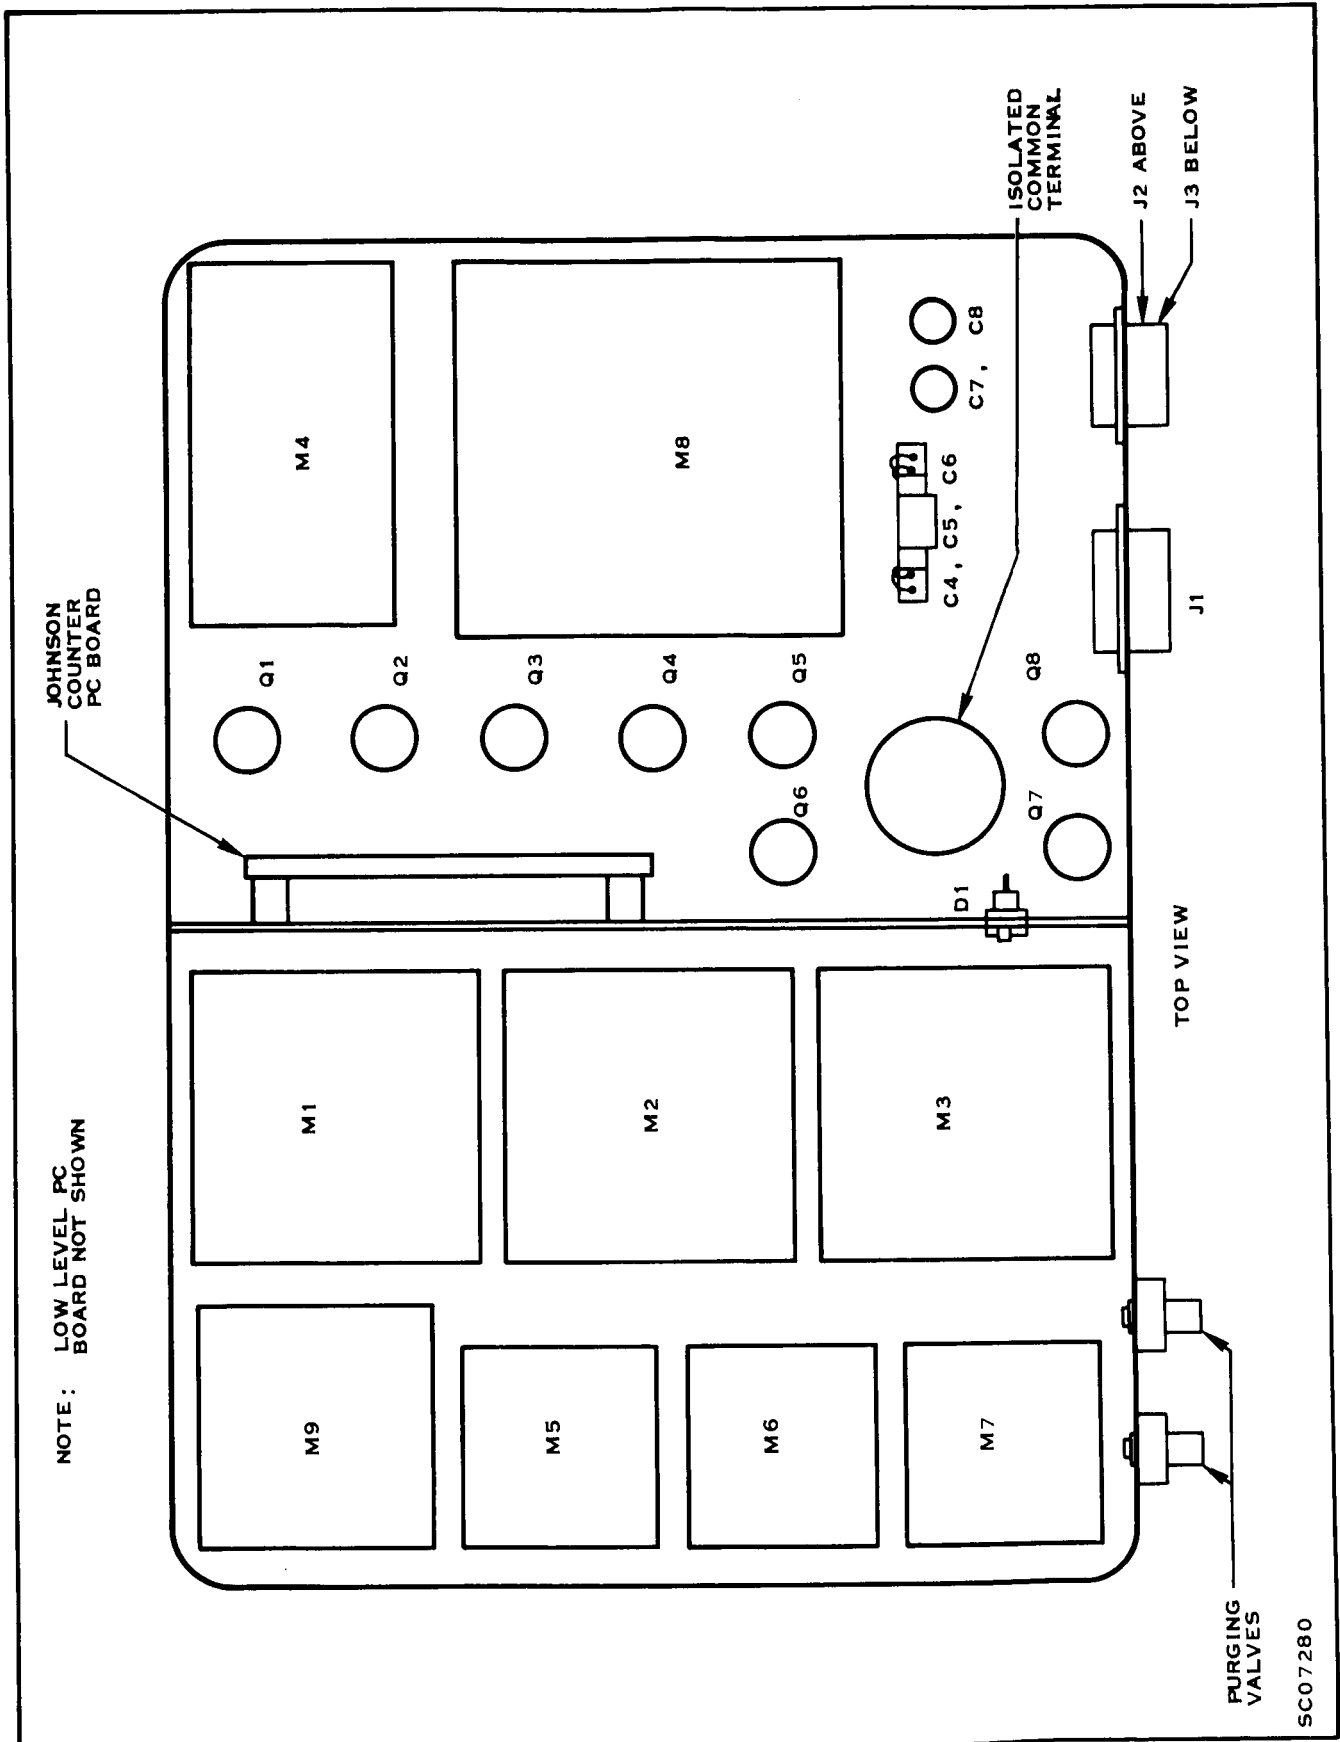 NOTE: LOW LEVEL PC
BOARD NOT SHOWN
JOHNSON
COUNTER
PC BOARD
M9
M1
Q1
M4
M5
M2
Q2
Q3
Q4
M8
M6
Q6
Q5
M7
M3
D1
Q7
Q8
C4, C5, C6
C7, C8
ISOLATED
COMMON
TERMINAL
J2 ABOVE
J3 BELOW
J1
TOP VIEW
PURGING
VALVES
SC07280